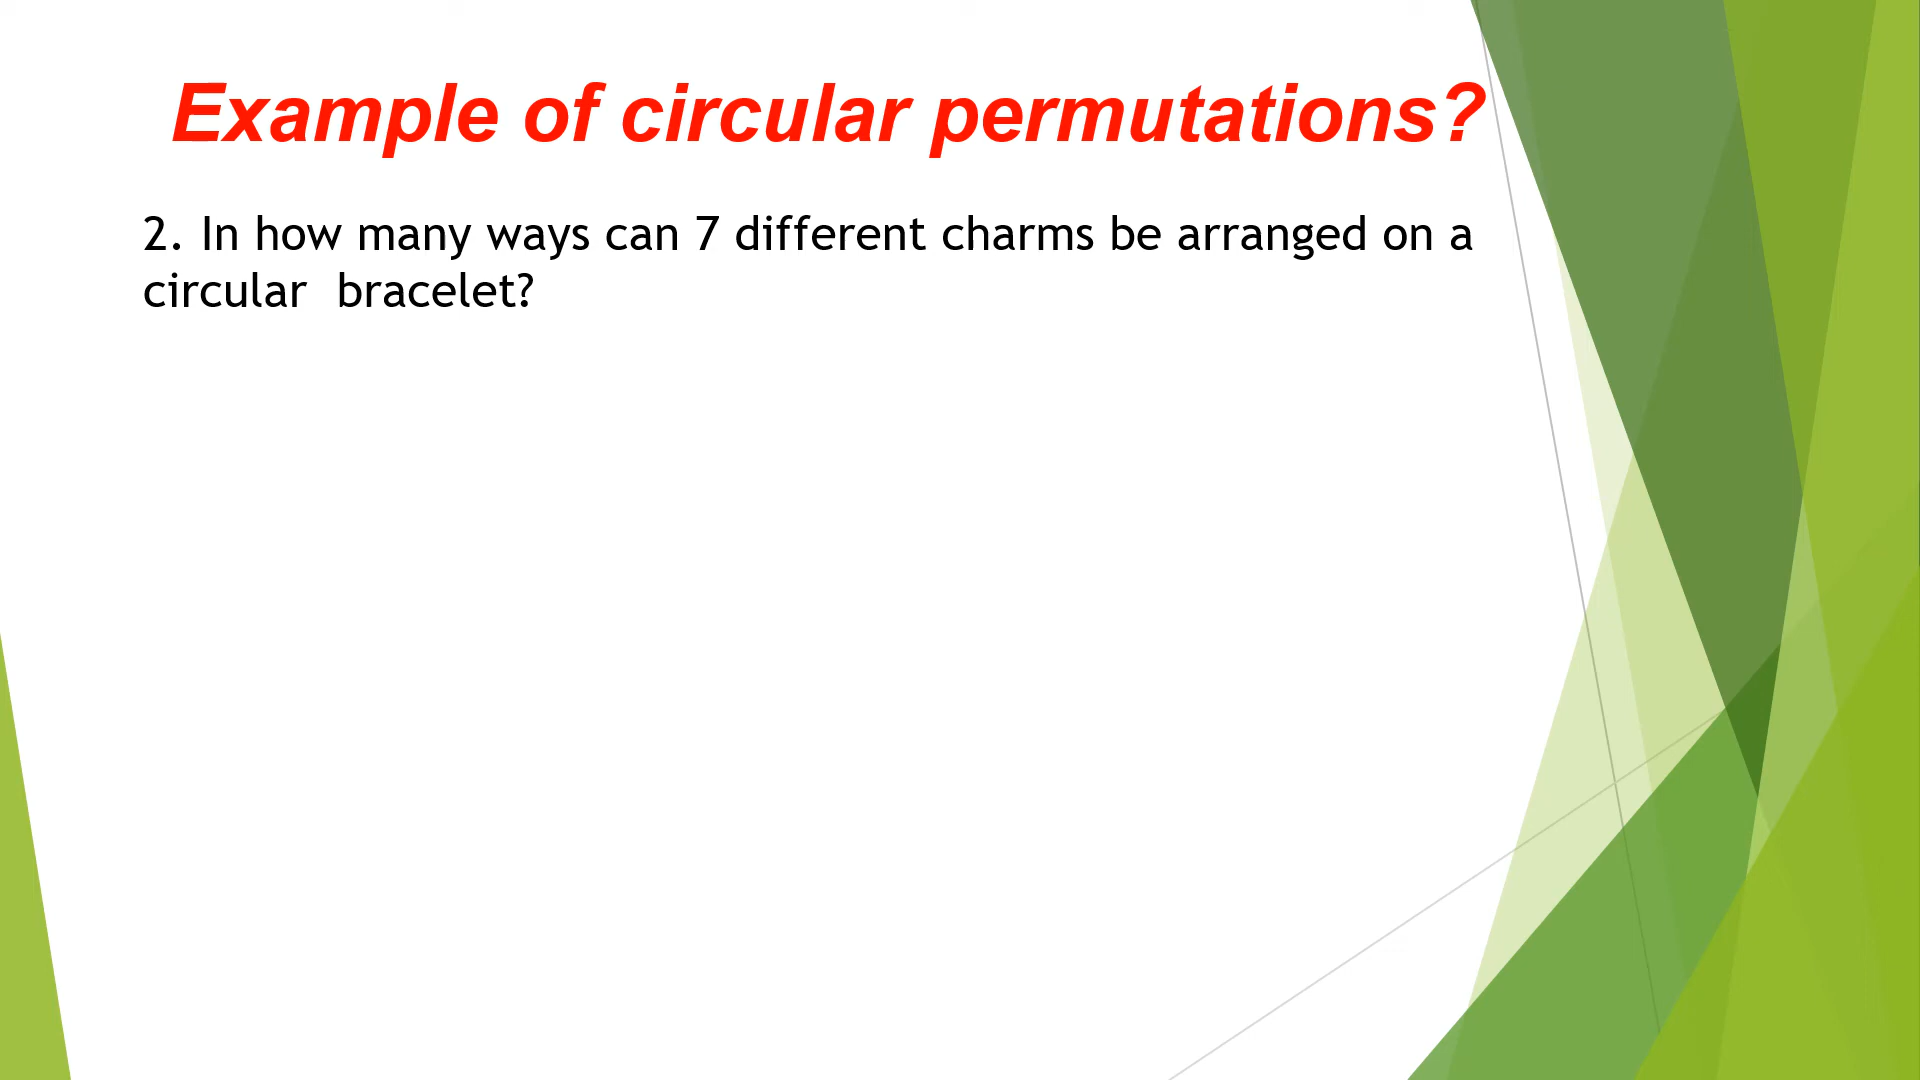 Example of circular permutations?
2. In how many ways can 7 different charms be arranged on a
circular  bracelet?